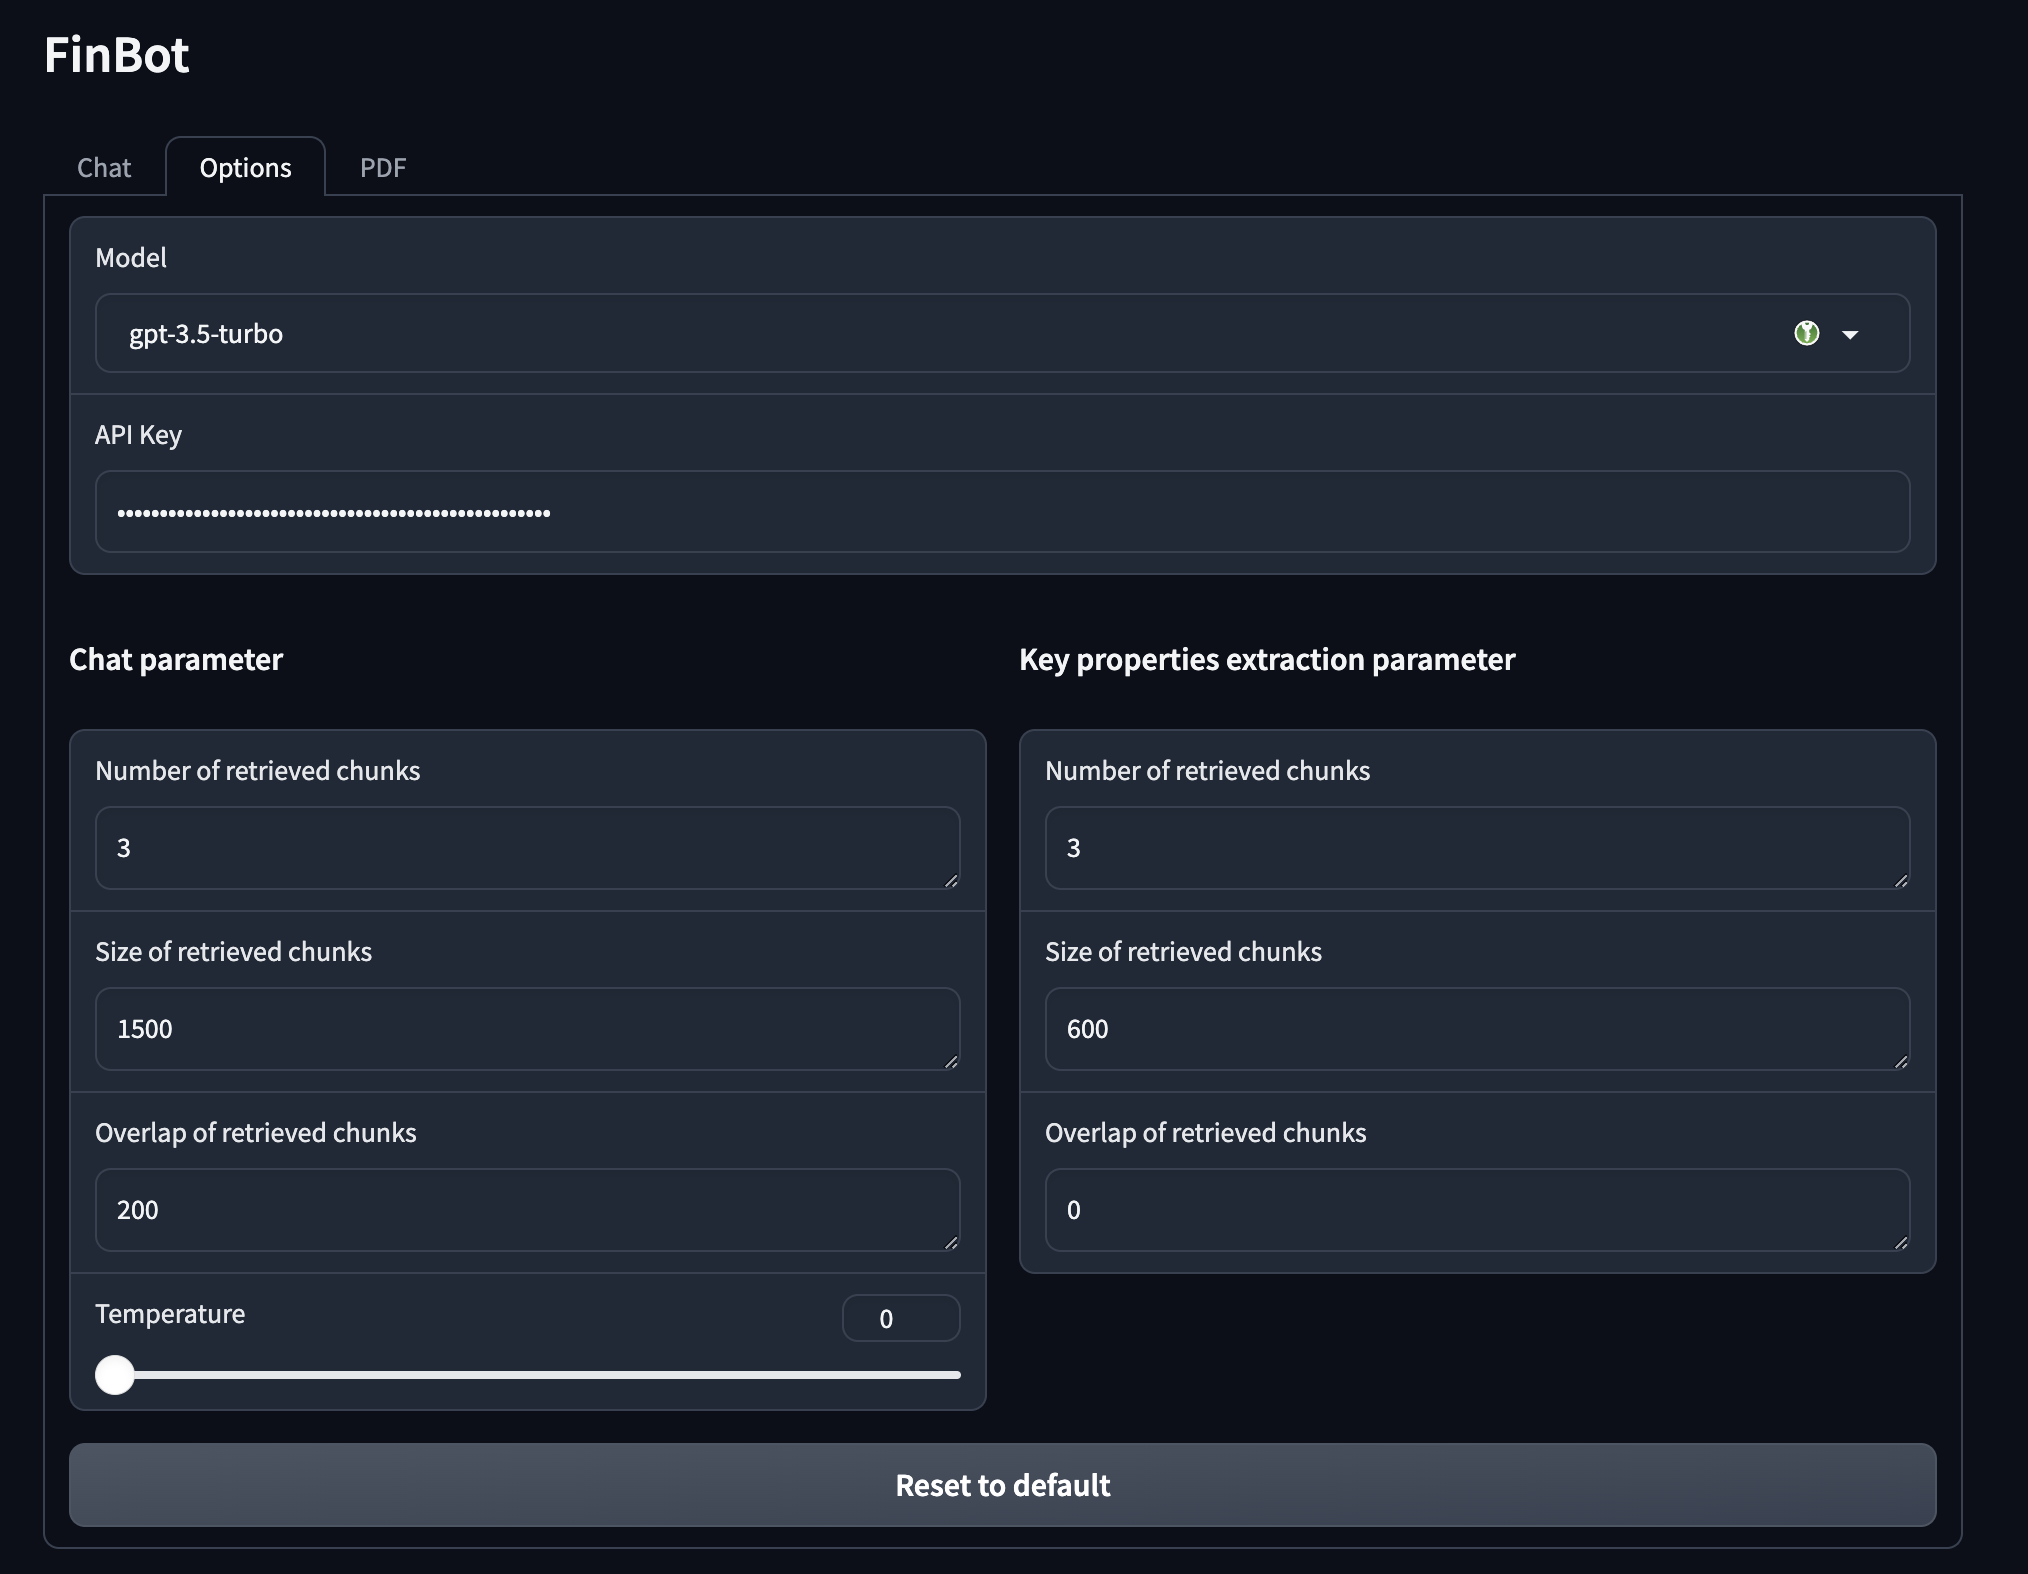 FinBot
Chat
Options
PDF
Model
gpt-3.5-turbo
API Key
Chat parameter
Number of retrieved chunks
3
Size of retrieved chunks
1500
Overlap of retrieved chunks
200
Temperature
0
Key properties extraction parameter
Number of retrieved chunks
3
Size of retrieved chunks
600
Overlap of retrieved chunks
0
Reset to default